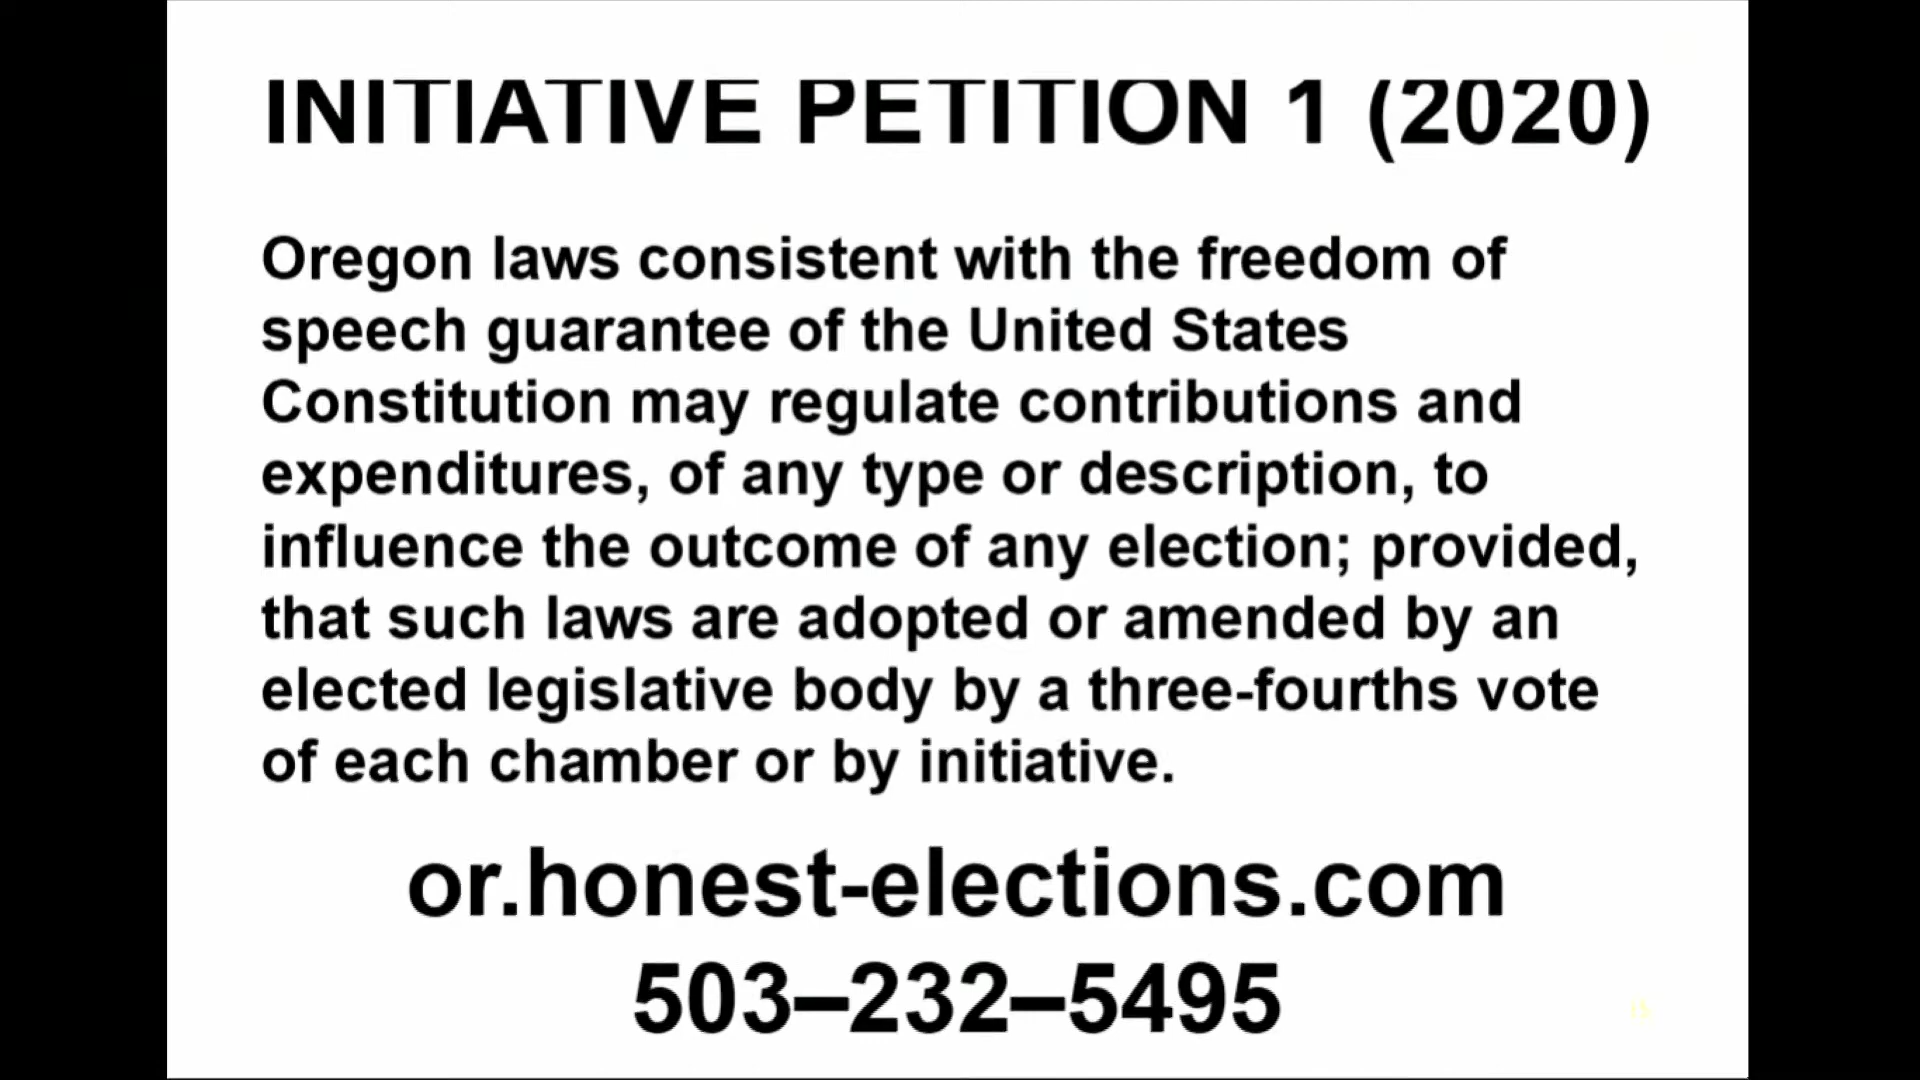 INITIATIVE PETITION 1 (2020)
Oregon laws consistent with the freedom of
speech guarantee of the United States
Constitution may regulate contributions and
expenditures, of any type or description, to
influence the outcome of any election; provided,
that such laws are adopted or amended by an
elected legislative body by a three-fourths vote
of each chamber or by initiative.
or.honest-elections.com
503–232–5495